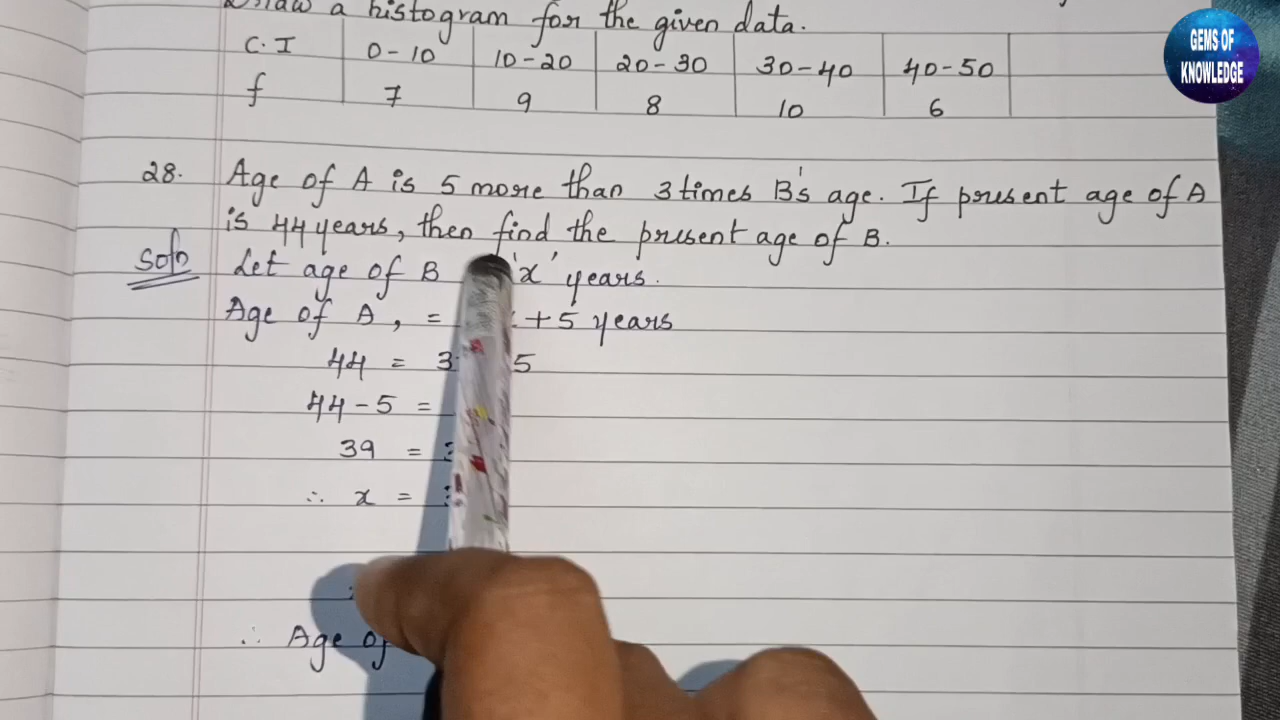 Draw a histogram for the given data.
C.I 0-10 10-20 20-30 30-40 40-50
f 7 9 8 10 6
28. Age of A is 5 more than 3 times B's age. If present age of A
is 44 years, then find the present age of B.
Soln Let age of B 'x' years.
Age of A, = + 5 years
44 = 3 5
44 - 5 =
39 =
∴ x =
∴ Age of
GEMS OF
KNOWLEDGE